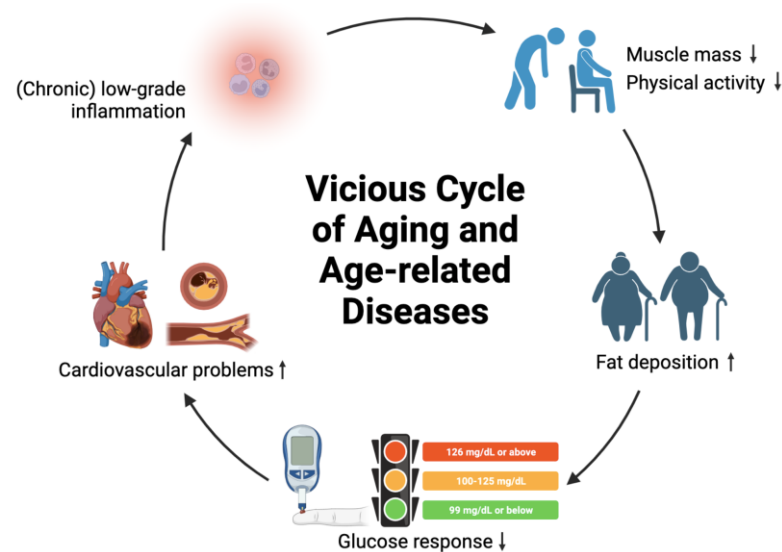 Vicious Cycle
of Aging and
Age-related
Diseases
(Chronic) low-grade
inflammation
Muscle mass ↓
Physical activity ↓
Fat deposition ↑
126 mg/dL or above
100-125 mg/dL
99 mg/dL or below
Glucose response ↓
Cardiovascular problems ↑